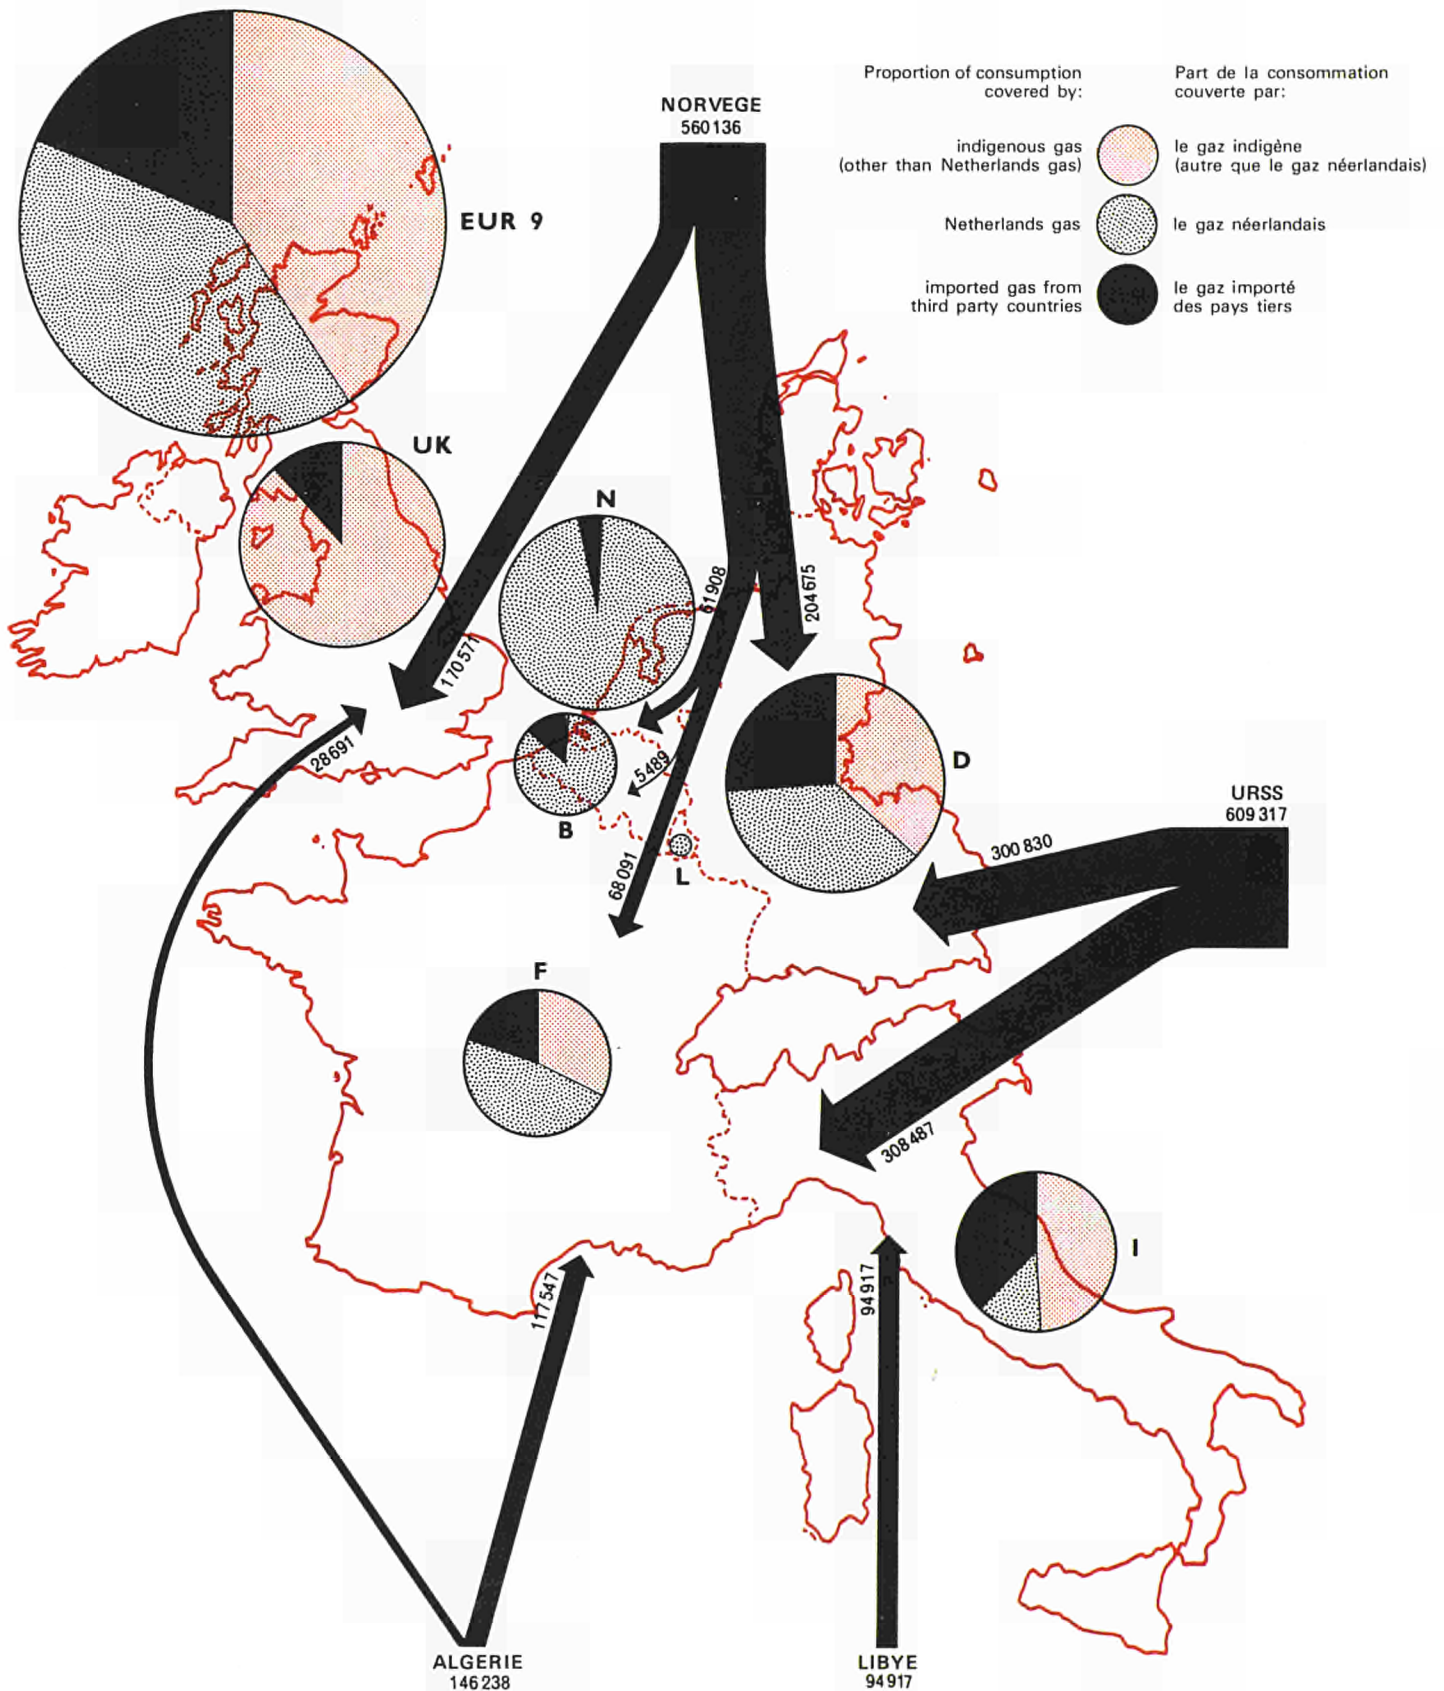 Proportion of consumption
covered by:
Part de la consommation
couverte par:
indigenous gas
(other than Netherlands gas)
le gaz indigène
(autre que le gaz néerlandais)
Netherlands gas
le gaz néerlandais
imported gas from
third party countries
le gaz importé
des pays tiers
NORVEGE
560 136
EUR 9
UK
N
61 908
204 675
170 571
28 691
5 489
B
D
L
68 091
URSS
609 317
300 830
308 487
F
I
117 547
94 917
ALGERIE
146 238
LIBYE
94 917